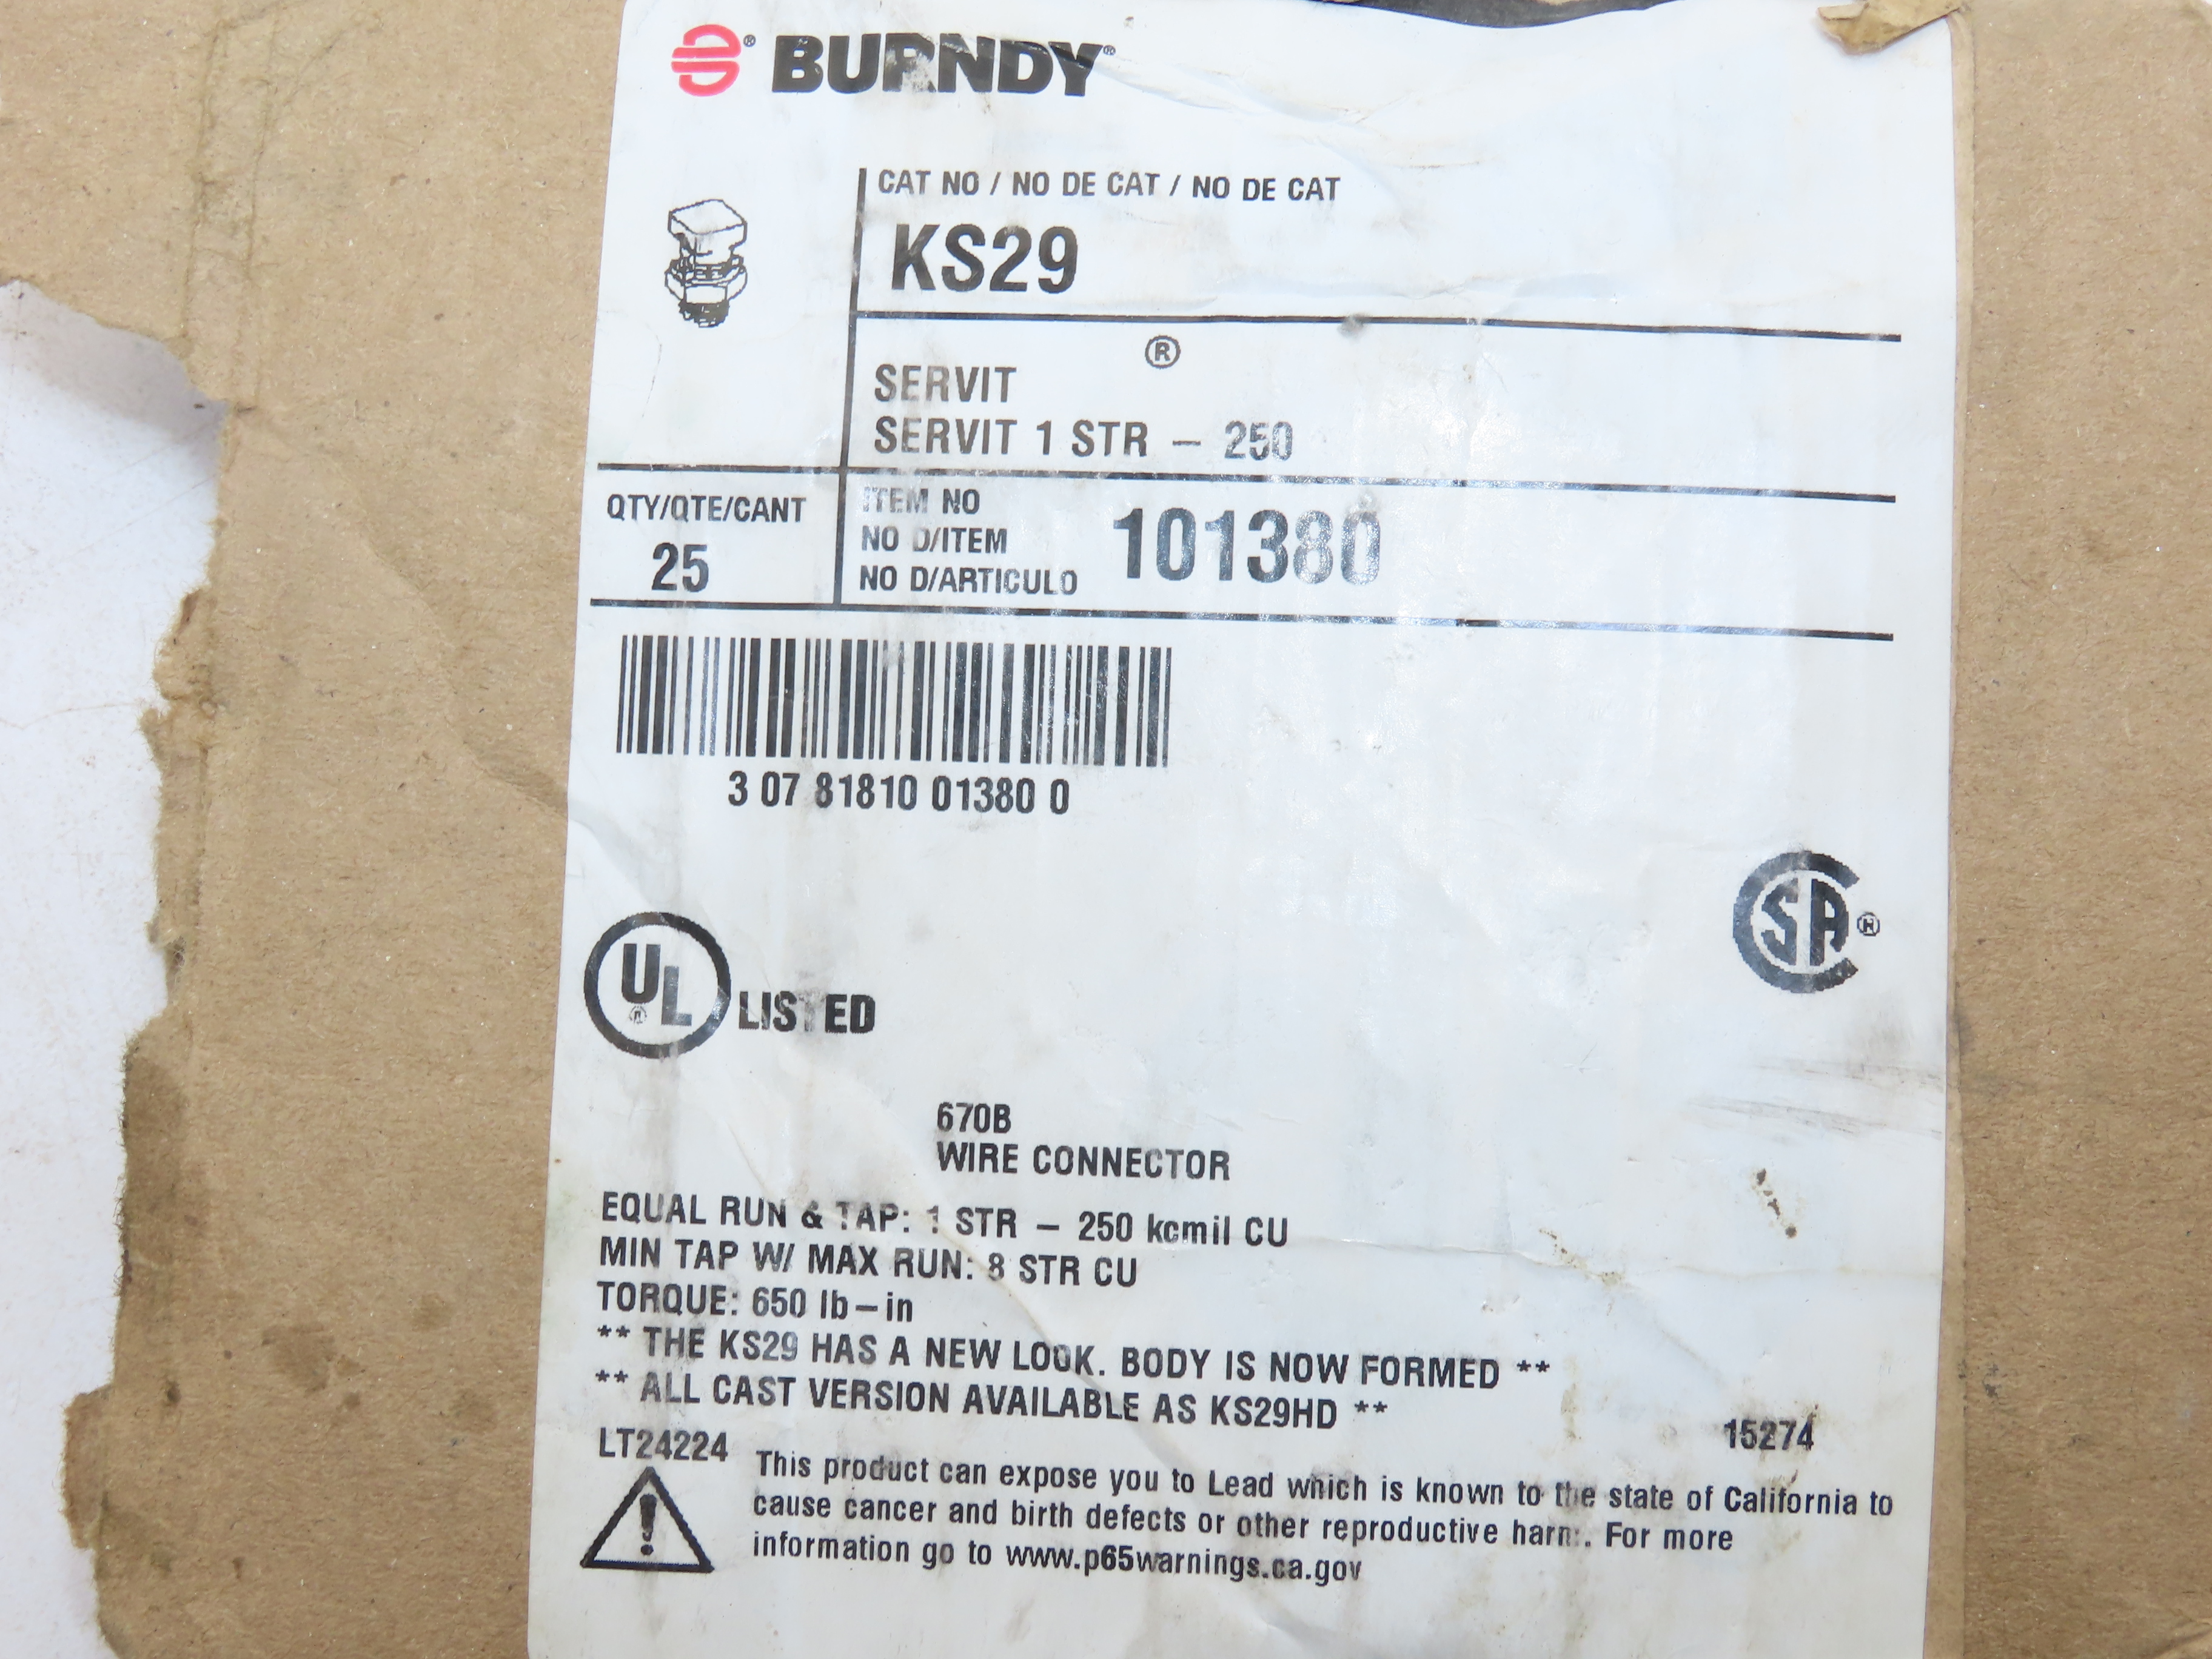 BURNDY®
CAT NO / NO DE CAT / NO DE CAT
KS29
®
SERVIT
SERVIT 1 STR – 250
QTY/QTE/CANT
25
ITEM NO
NO D/ITEM
NO D/ARTICULO
101380
3 07 81810 01380 0
UL® LISTED
CSA®
670B
WIRE CONNECTOR
EQUAL RUN & TAP: 1 STR – 250 kcmil CU
MIN TAP W/ MAX RUN: 8 STR CU
TORQUE: 650 lb–in
** THE KS29 HAS A NEW LOOK. BODY IS NOW FORMED **
** ALL CAST VERSION AVAILABLE AS KS29HD **
LT24224
15274
This product can expose you to Lead which is known to the state of California to
cause cancer and birth defects or other reproductive harm. For more
information go to www.p65warnings.ca.gov